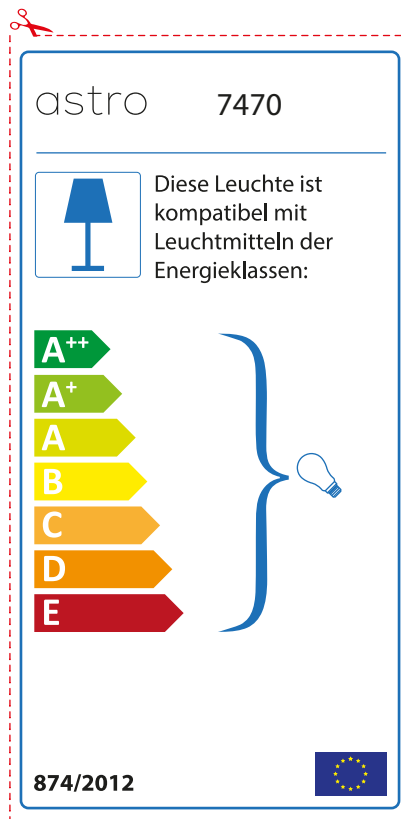 astro 7470
Diese Leuchte ist
kompatibel mit
Leuchtmitteln der
Energieklassen:
A++
A+
A
B
C
D
E
874/2012